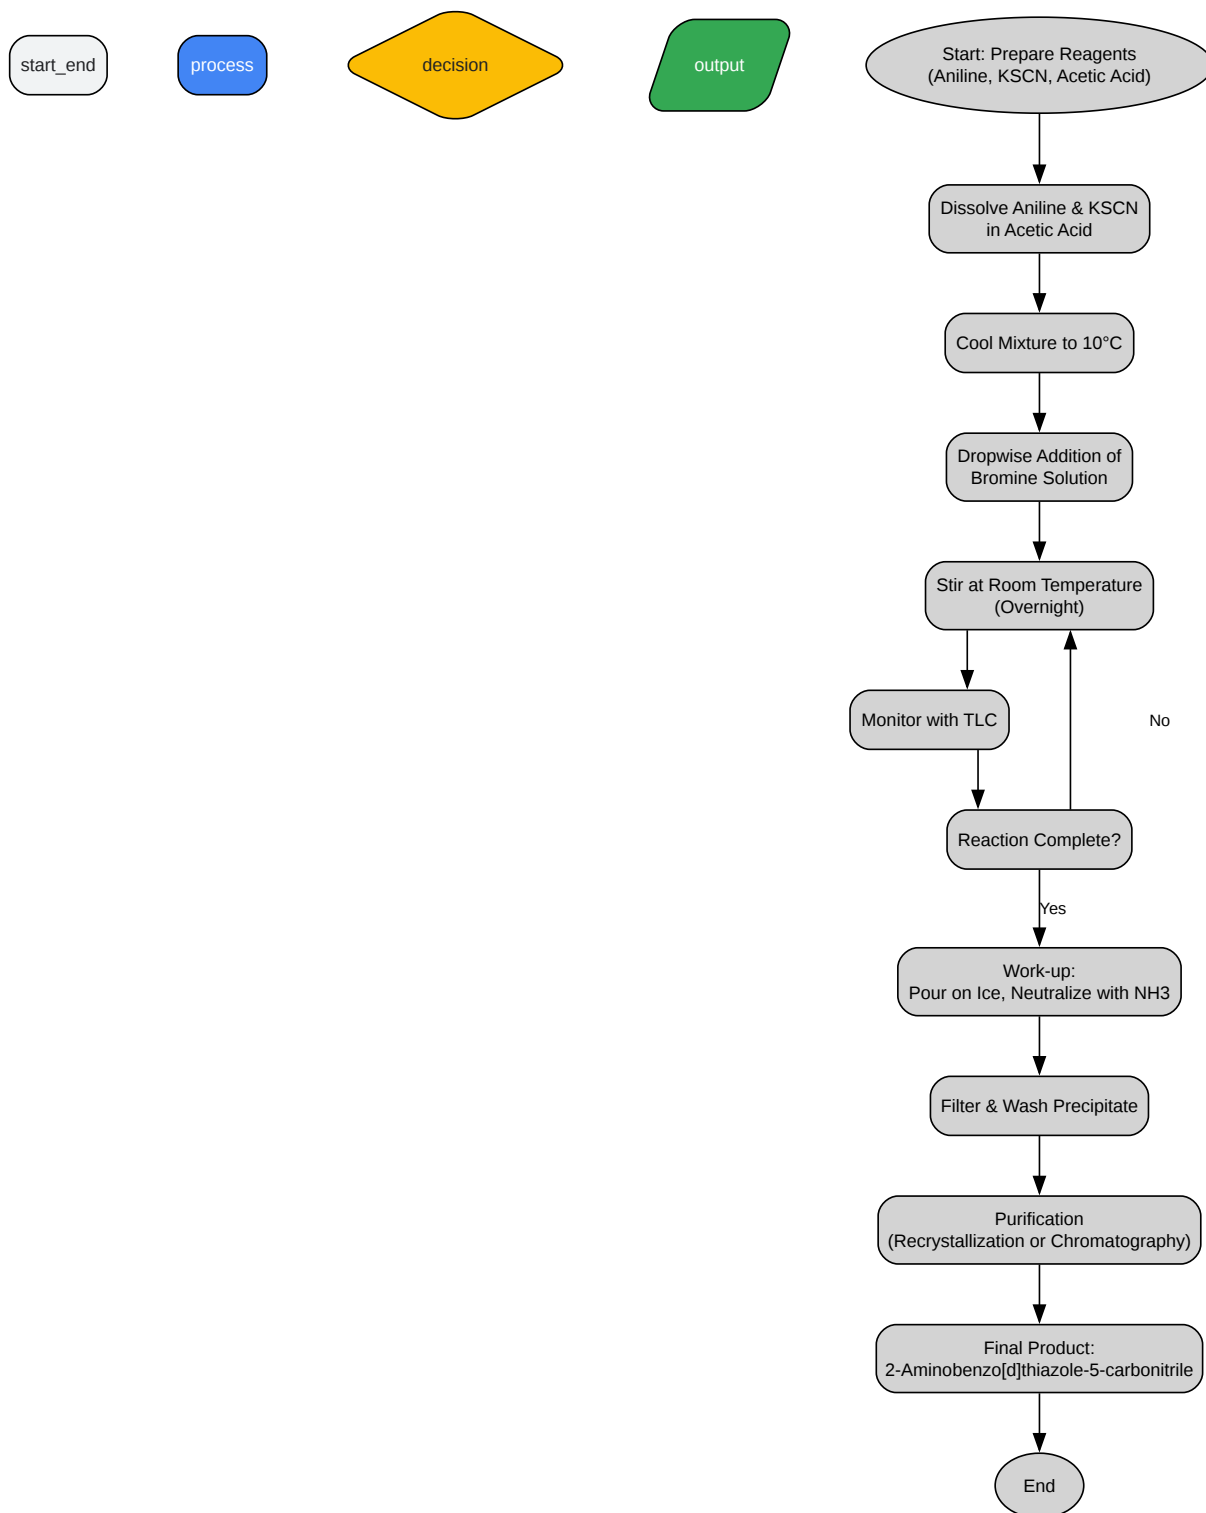 start_end
process
decision
output
Start: Prepare Reagents
(Aniline, KSCN, Acetic Acid)
Dissolve Aniline & KSCN
in Acetic Acid
Cool Mixture to 10°C
Dropwise Addition of
Bromine Solution
Stir at Room Temperature
(Overnight)
Monitor with TLC
No
Reaction Complete?
Yes
Work-up:
Pour on Ice, Neutralize with NH3
Filter & Wash Precipitate
Purification
(Recrystallization or Chromatography)
Final Product:
2-Aminobenzo[d]thiazole-5-carbonitrile
End